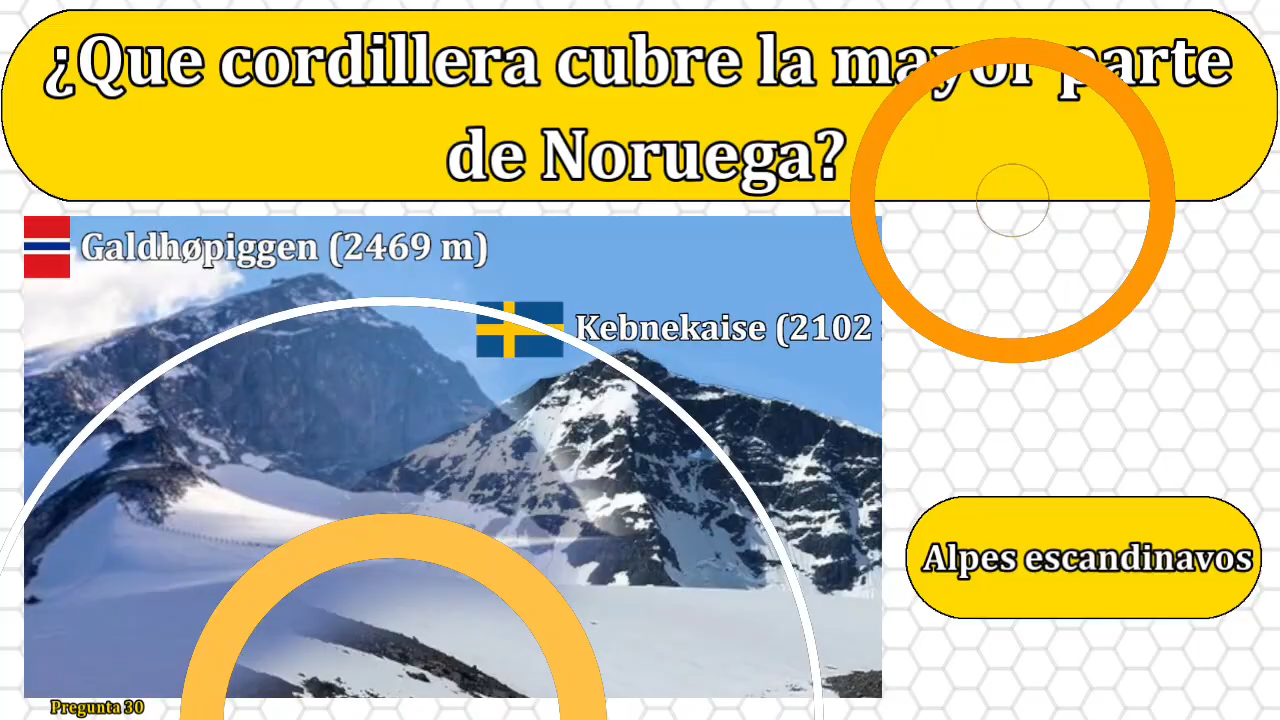 ¿Que cordillera cubre la mayor parte
de Noruega?
Galdhøpiggen (2469 m)
Kebnekaise (2102
Alpes escandinavos
Pregunta 30